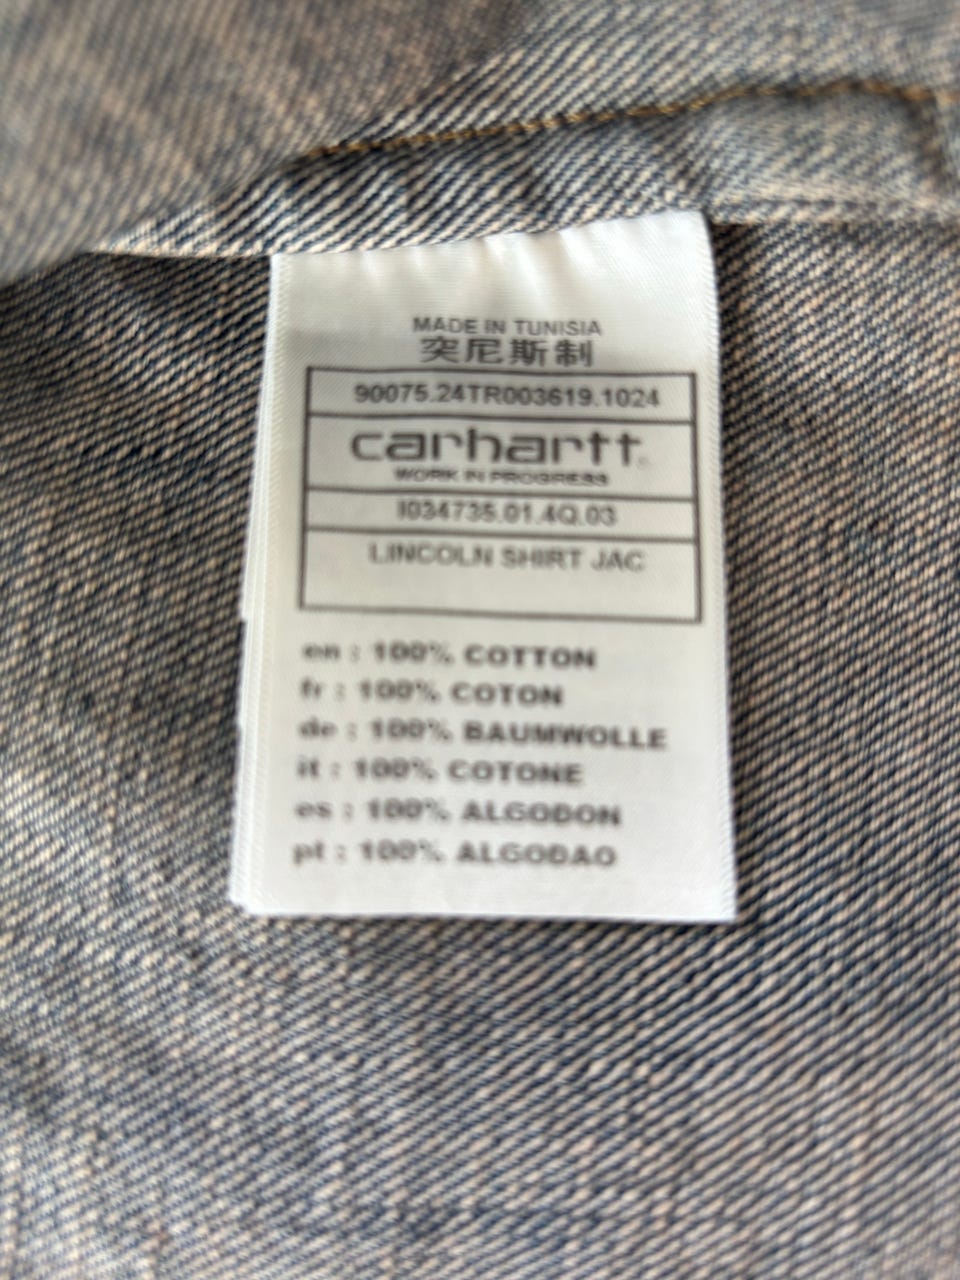 MADE IN TUNISIA
突尼斯制
90075.24TR003619.1024
carhartt
WORK IN PROGRESS
I034735.01.4Q.03
LINCOLN SHIRT JAC
en : 100% COTTON
fr : 100% COTON
de : 100% BAUMWOLLE
it : 100% COTONE
es : 100% ALGODON
pt : 100% ALGODAO